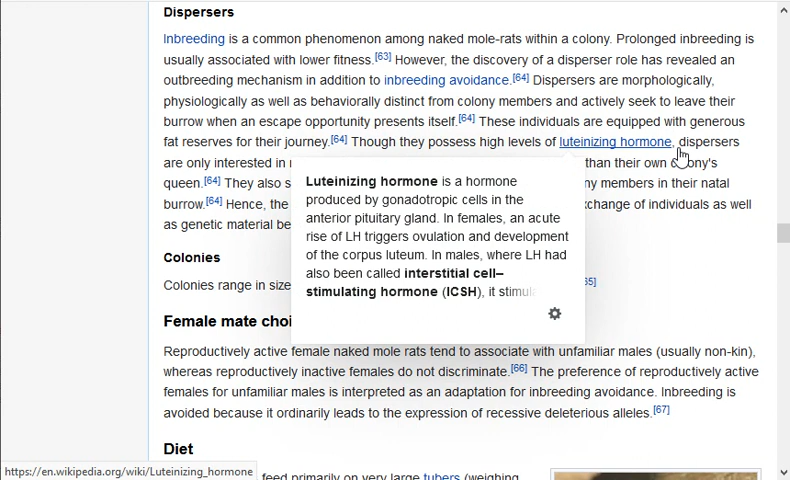 Dispersers
Inbreeding is a common phenomenon among naked mole-rats within a colony. Prolonged inbreeding is
usually associated with lower fitness.[63] However, the discovery of a disperser role has revealed an
outbreeding mechanism in addition to inbreeding avoidance.[64] Dispersers are morphologically,
physiologically as well as behaviorally distinct from colony members and actively seek to leave their
burrow when an escape opportunity presents itself.[64] These individuals are equipped with generous
fat reserves for their journey.[64] Though they possess high levels of luteinizing hormone, dispersers
are only interested in than their own colony's
queen.[64] They also s ny members in their natal
burrow.[64] Hence, the xchange of individuals as well
as genetic material be
Luteinizing hormone is a hormone
produced by gonadotropic cells in the
anterior pituitary gland. In females, an acute
rise of LH triggers ovulation and development
of the corpus luteum. In males, where LH had
also been called interstitial cell–
stimulating hormone (ICSH), it stimula
Colonies
Colonies range in size 65]
Female mate choi
Reproductively active female naked mole rats tend to associate with unfamiliar males (usually non-kin),
whereas reproductively inactive females do not discriminate.[66] The preference of reproductively active
females for unfamiliar males is interpreted as an adaptation for inbreeding avoidance. Inbreeding is
avoided because it ordinarily leads to the expression of recessive deleterious alleles.[67]
Diet
feed primarily on very large tubers (weighing
https://en.wikipedia.org/wiki/Luteinizing_hormone